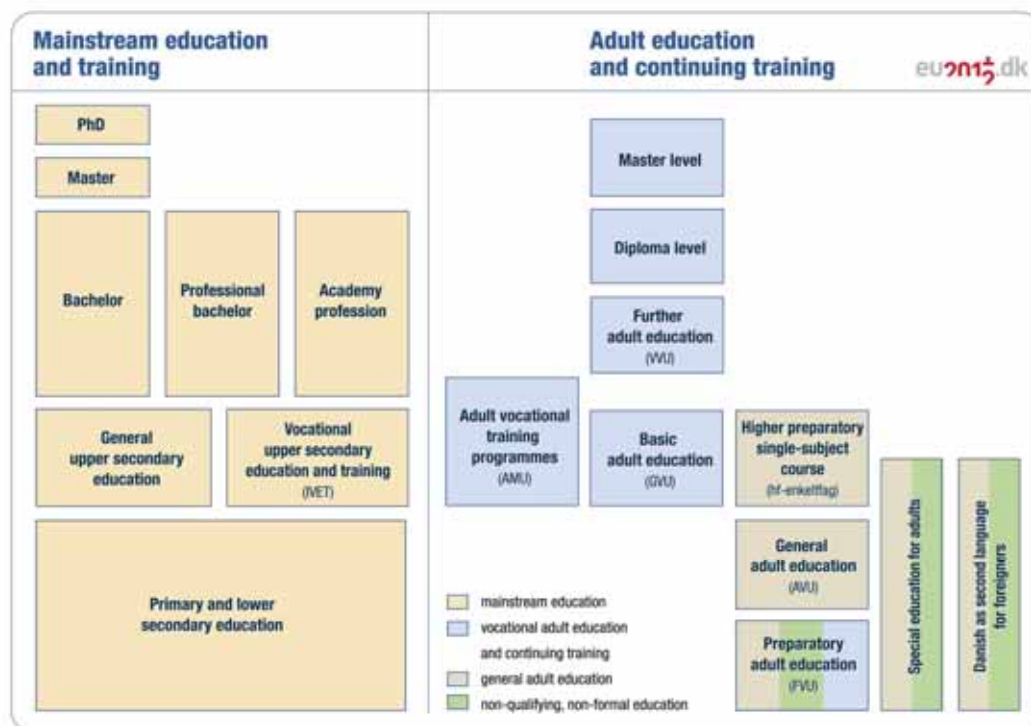 Mainstream education
and training
Adult education
and continuing training
eu2012.dk
PhD
Master
Bachelor
Professional
bachelor
Academy
profession
General
upper secondary
education
Vocational
upper secondary
education and training
(IVET)
Primary and lower
secondary education
Master level
Diploma level
Further
adult education
(VVU)
Adult vocational
training
programmes
(AMU)
Basic
adult education
(GVU)
Higher preparatory
single-subject
course
(hf-enkeltfag)
General
adult education
(AVU)
Preparatory
adult education
(FVU)
Special education for adults
Danish as second language
for foreigners
mainstream education
vocational adult education
and continuing training
general adult education
non-qualifying, non-formal education